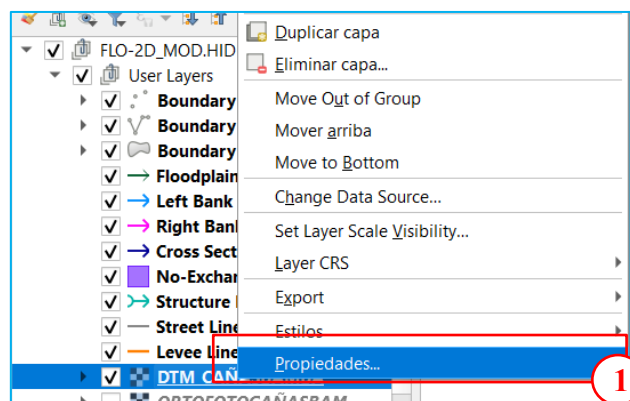 FLO-2D_MOD.HID
User Layers
Boundary
Boundary
Boundary
Floodplain
Left Bank
Right Bank
Cross Sect
No-Exchan
Structure
Street Line
Levee Line
DTM
ORTOFOTOCAÑASBAM
Duplicar capa
Eliminar capa...
Move Out of Group
Mover arriba
Move to Bottom
Change Data Source...
Set Layer Scale Visibility...
Layer CRS
Export
Estilos
Propiedades...
1